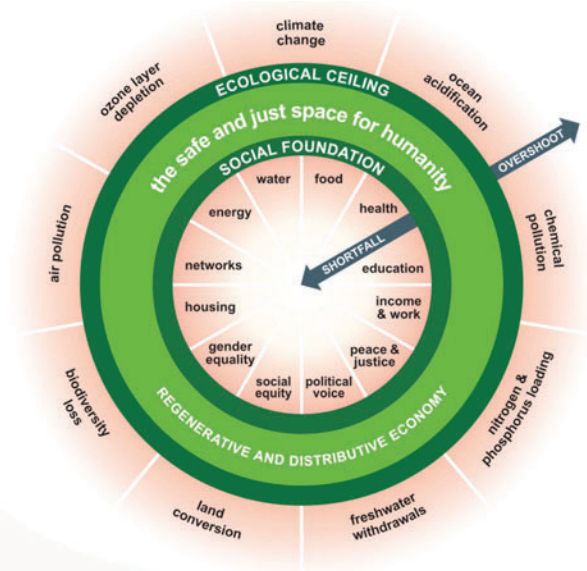 climate
change
ozone layer
depletion
ocean
acidification
ECOLOGICAL CEILING
the safe and just space for humanity
OVERSHOOT
SOCIAL FOUNDATION
water
food
energy
health
SHORTFALL
air pollution
chemical
pollution
networks
education
housing
income
& work
gender
equality
peace &
justice
social
equity
political
voice
biodiversity
loss
nitrogen &
phosphorus loading
REGENERATIVE AND DISTRIBUTIVE ECONOMY
land
conversion
freshwater
withdrawals